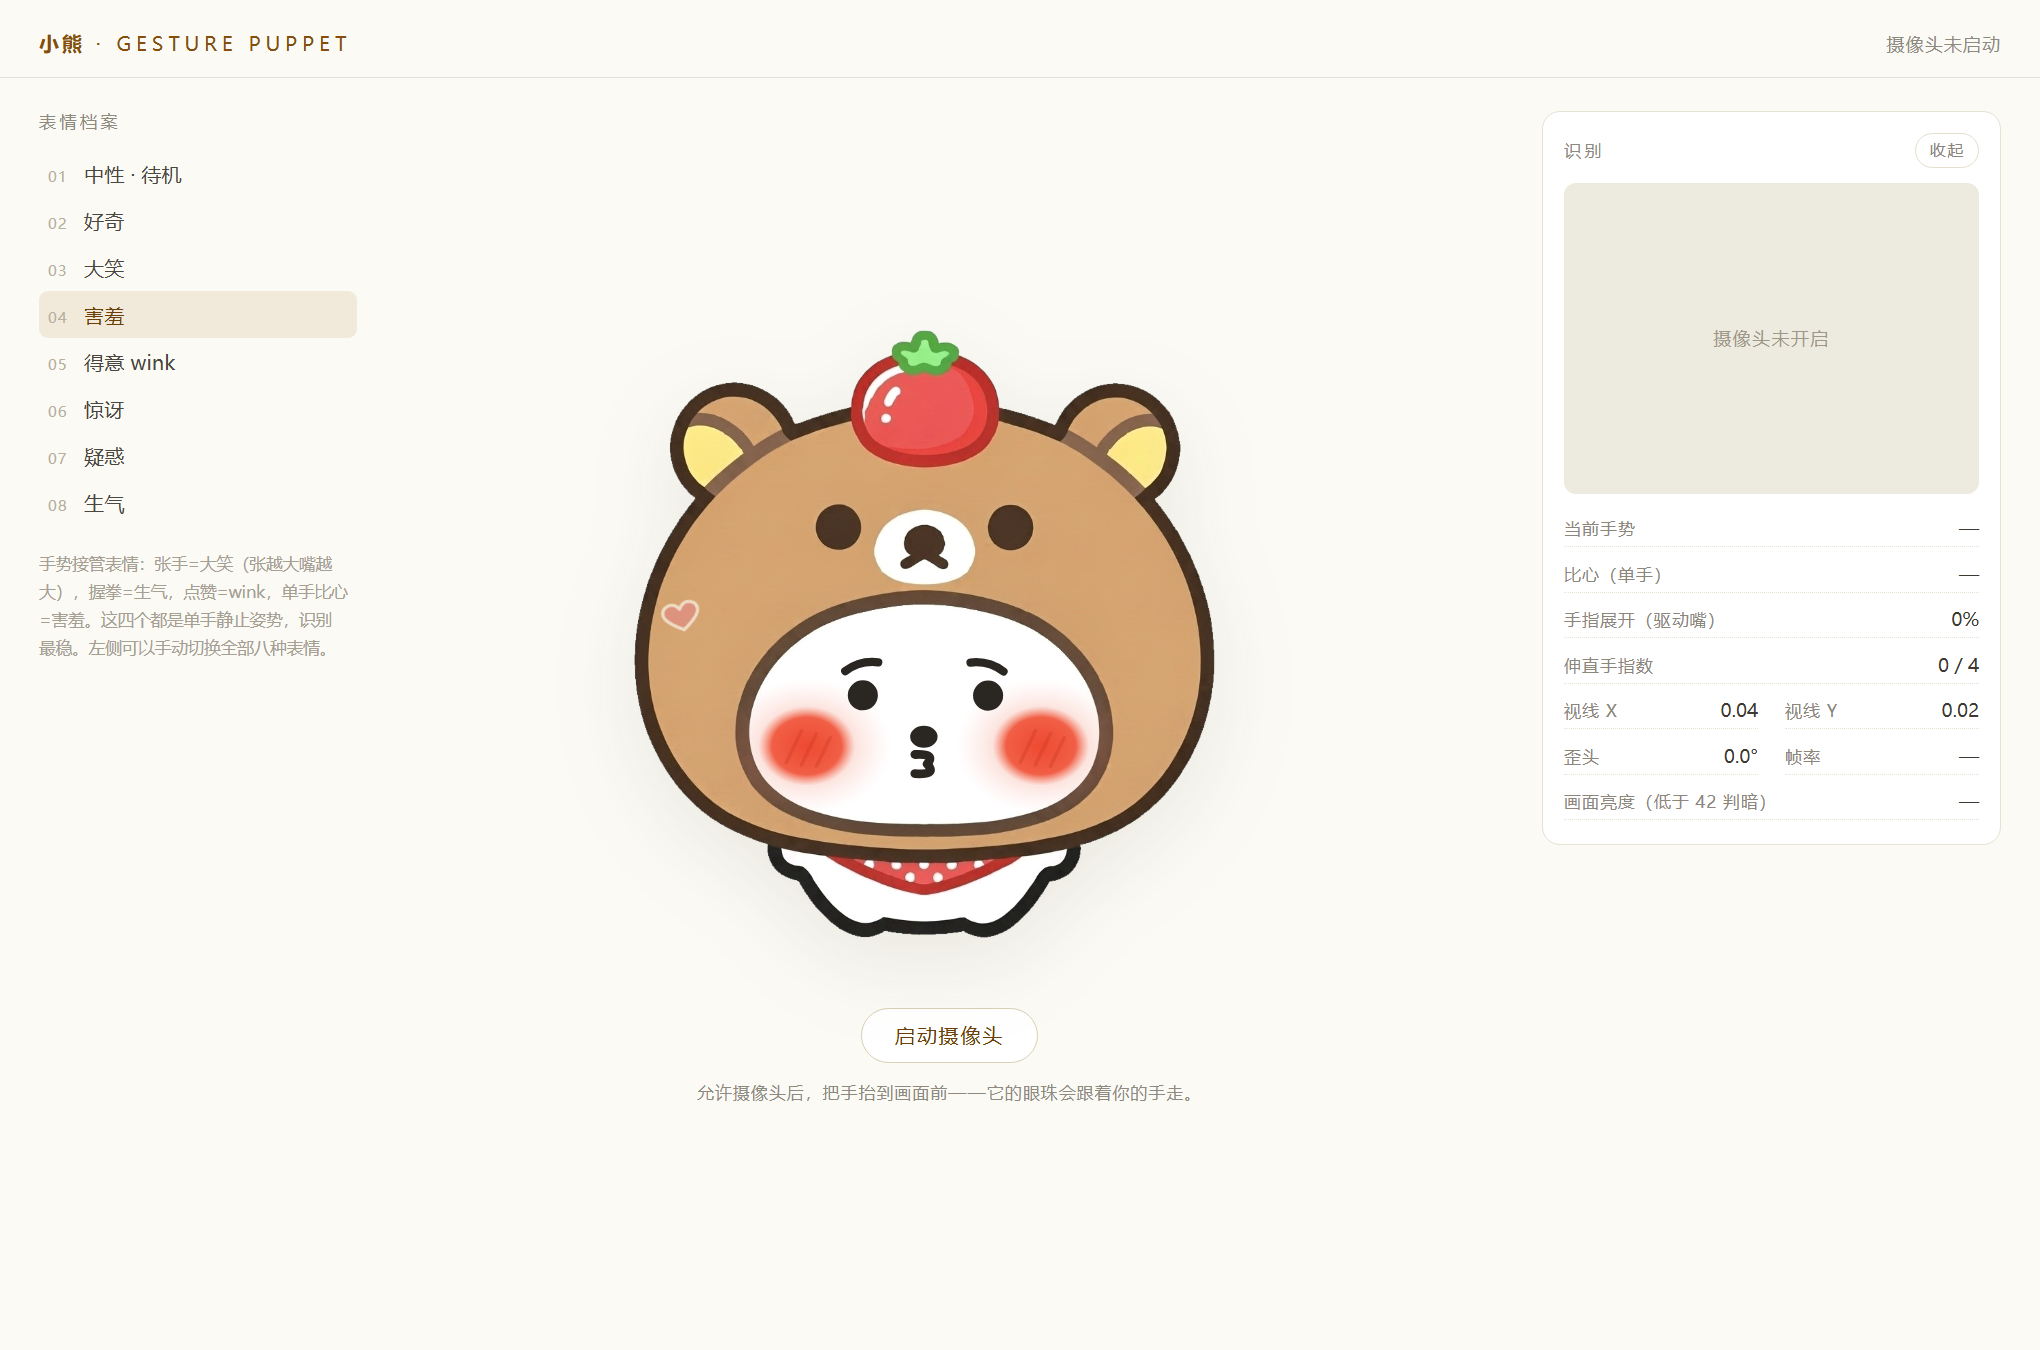 小熊 · GESTURE PUPPET
摄像头未启动
表情档案
01 中性 · 待机
02 好奇
03 大笑
04 害羞
05 得意 wink
06 惊讶
07 疑惑
08 生气
手势接管表情：张手=大笑（张越大嘴越
大），握拳=生气，点赞=wink，单手比心
=害羞。这四个都是单手静止姿势，识别
最稳。左侧可以手动切换全部八种表情。
启动摄像头
允许摄像头后，把手抬到画面前——它的眼珠会跟着你的手走。
识别
收起
摄像头未开启
当前手势 —
比心（单手） —
手指展开（驱动嘴） 0%
伸直手指数 0 / 4
视线 X 0.04 视线 Y 0.02
歪头 0.0° 帧率 —
画面亮度（低于 42 判暗） —